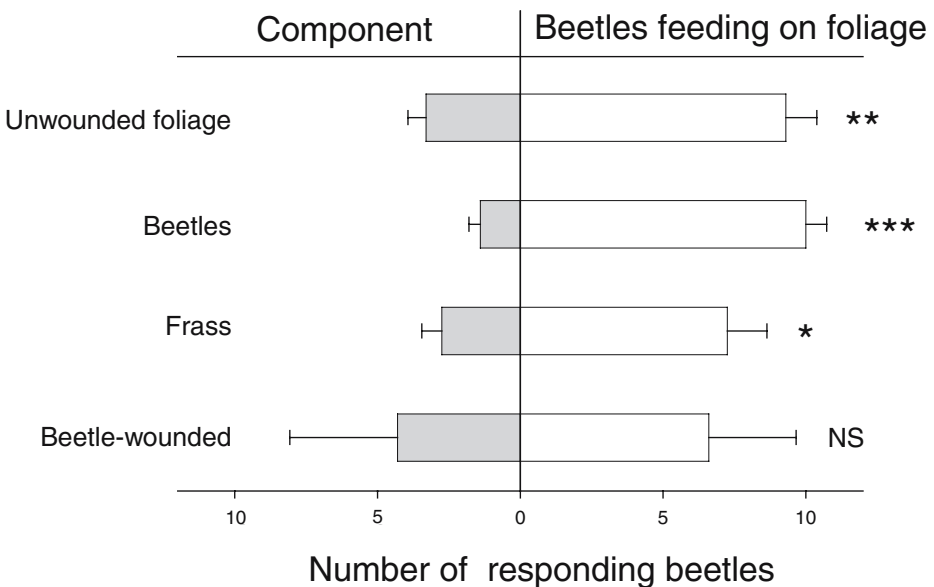 Component Beetles feeding on foliage
Unwounded foliage **
Beetles ***
Frass *
Beetle-wounded NS
10 5 0 5 10
Number of responding beetles